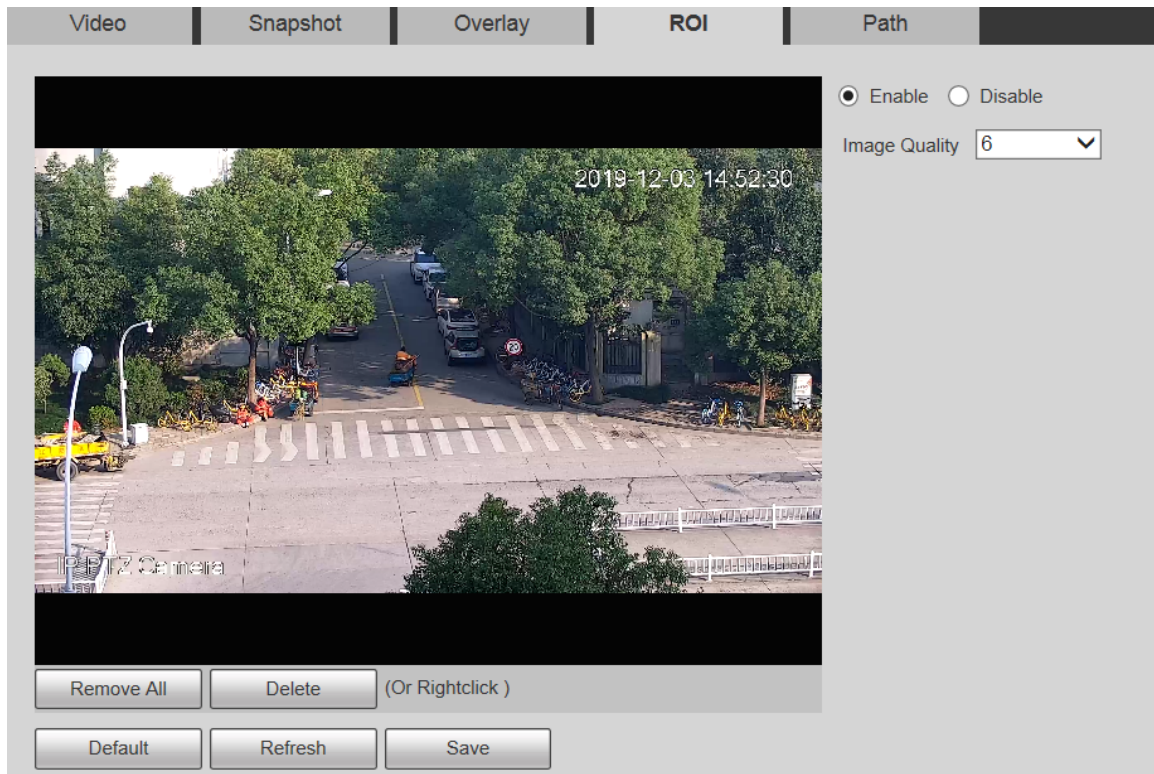 Video Snapshot Overlay ROI Path
Enable Disable
Image Quality 6
2019-12-03 14:52:30
20
IP PTZ Camera
Remove All Delete (Or Rightclick )
Default Refresh Save